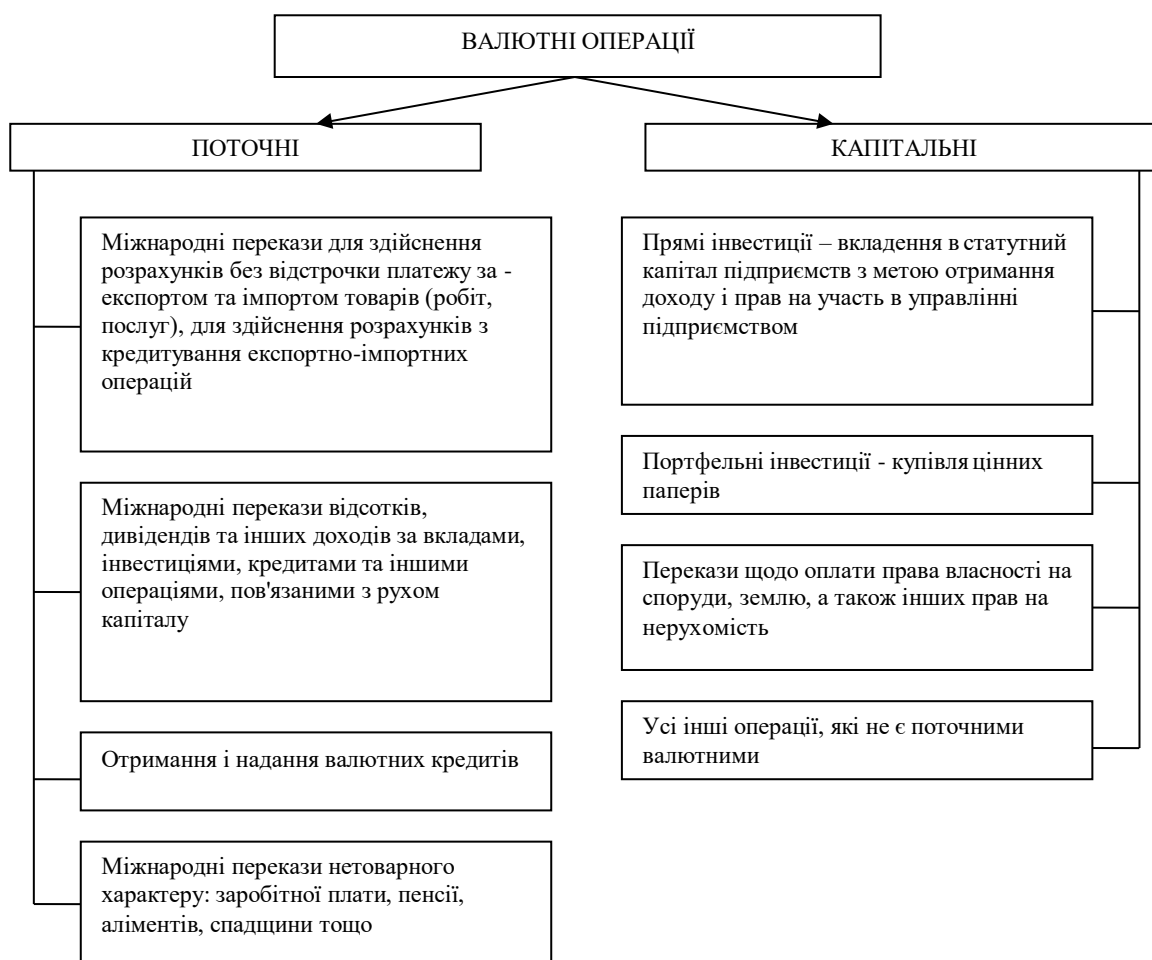 ВАЛЮТНІ ОПЕРАЦІЇ
ПОТОЧНІ
Міжнародні перекази для здійснення
розрахунків без відстрочки платежу за -
експортом та імпортом товарів (робіт,
послуг), для здійснення розрахунків з
кредитування експортно-імпортних
операцій
Міжнародні перекази відсотків,
дивідендів та інших доходів за вкладами,
інвестиціями, кредитами та іншими
операціями, пов'язаними з рухом
капіталу
Отримання і надання валютних кредитів
Міжнародні перекази нетоварного
характеру: заробітної плати, пенсії,
аліментів, спадщини тощо
КАПІТАЛЬНІ
Прямі інвестиції – вкладення в статутний
капітал підприємств з метою отримання
доходу і прав на участь в управлінні
підприємством
Портфельні інвестиції - купівля цінних
паперів
Перекази щодо оплати права власності на
споруди, землю, а також інших прав на
нерухомість
Усі інші операції, які не є поточними
валютними